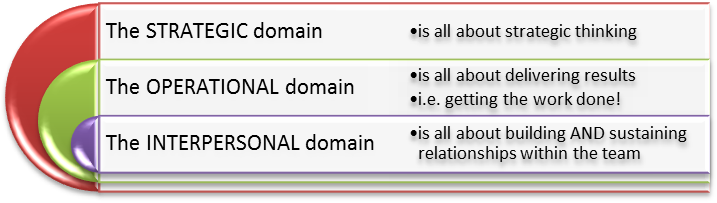 The STRATEGIC domain
•is all about strategic thinking
The OPERATIONAL domain
•is all about delivering results
•i.e. getting the work done!
The INTERPERSONAL domain
•is all about building AND sustaining
relationships within the team